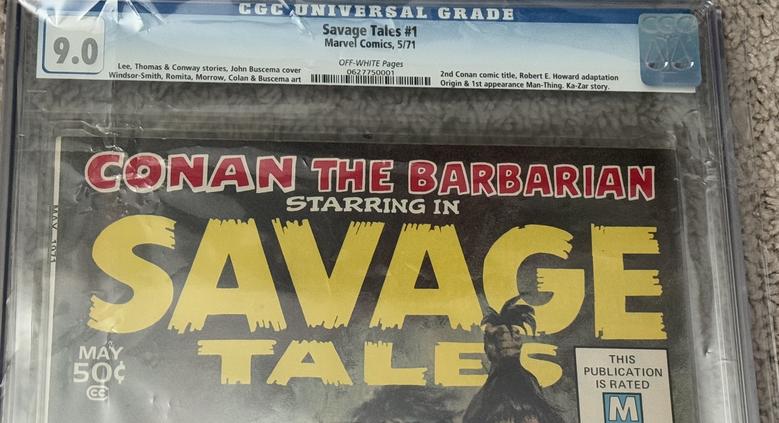 CGC UNIVERSAL GRADE
9.0
Savage Tales #1
Marvel Comics, 5/71
OFF-WHITE Pages
0627750001
Lee, Thomas & Conway stories, John Buscema cover
Windsor-Smith, Romita, Morrow, Colan & Buscema art
2nd Conan comic title, Robert E. Howard adaptation
Origin & 1st appearance Man-Thing. Ka-Zar story.
CGC
CONAN THE BARBARIAN
STARRING IN
SAVAGE
TALES
MAY
50¢
CC
THIS
PUBLICATION
IS RATED
M